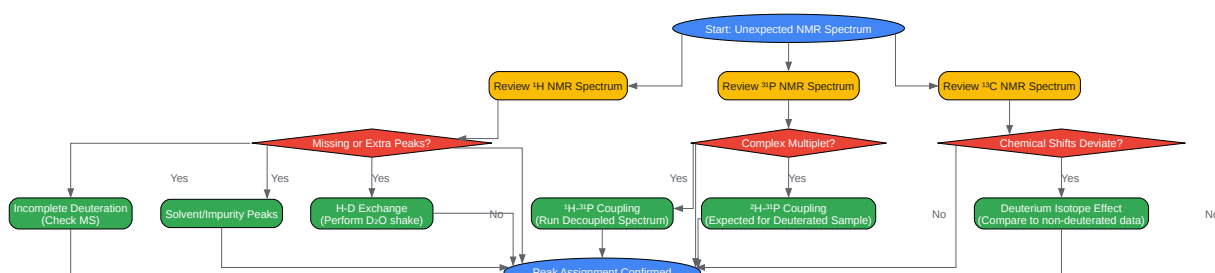 Start: Unexpected NMR Spectrum
Review ¹H NMR Spectrum
Review ³¹P NMR Spectrum
Review ¹³C NMR Spectrum
Missing or Extra Peaks?
Complex Multiplet?
Chemical Shifts Deviate?
Yes
Yes
Yes
Yes
Yes
Yes
Incomplete Deuteration
(Check MS)
Solvent/Impurity Peaks
H-D Exchange
(Perform D₂O shake)
No
¹H-³¹P Coupling
(Run Decoupled Spectrum)
²H-³¹P Coupling
(Expected for Deuterated Sample)
No
Deuterium Isotope Effect
(Compare to non-deuterated data)
Peak Assignment Confirmed